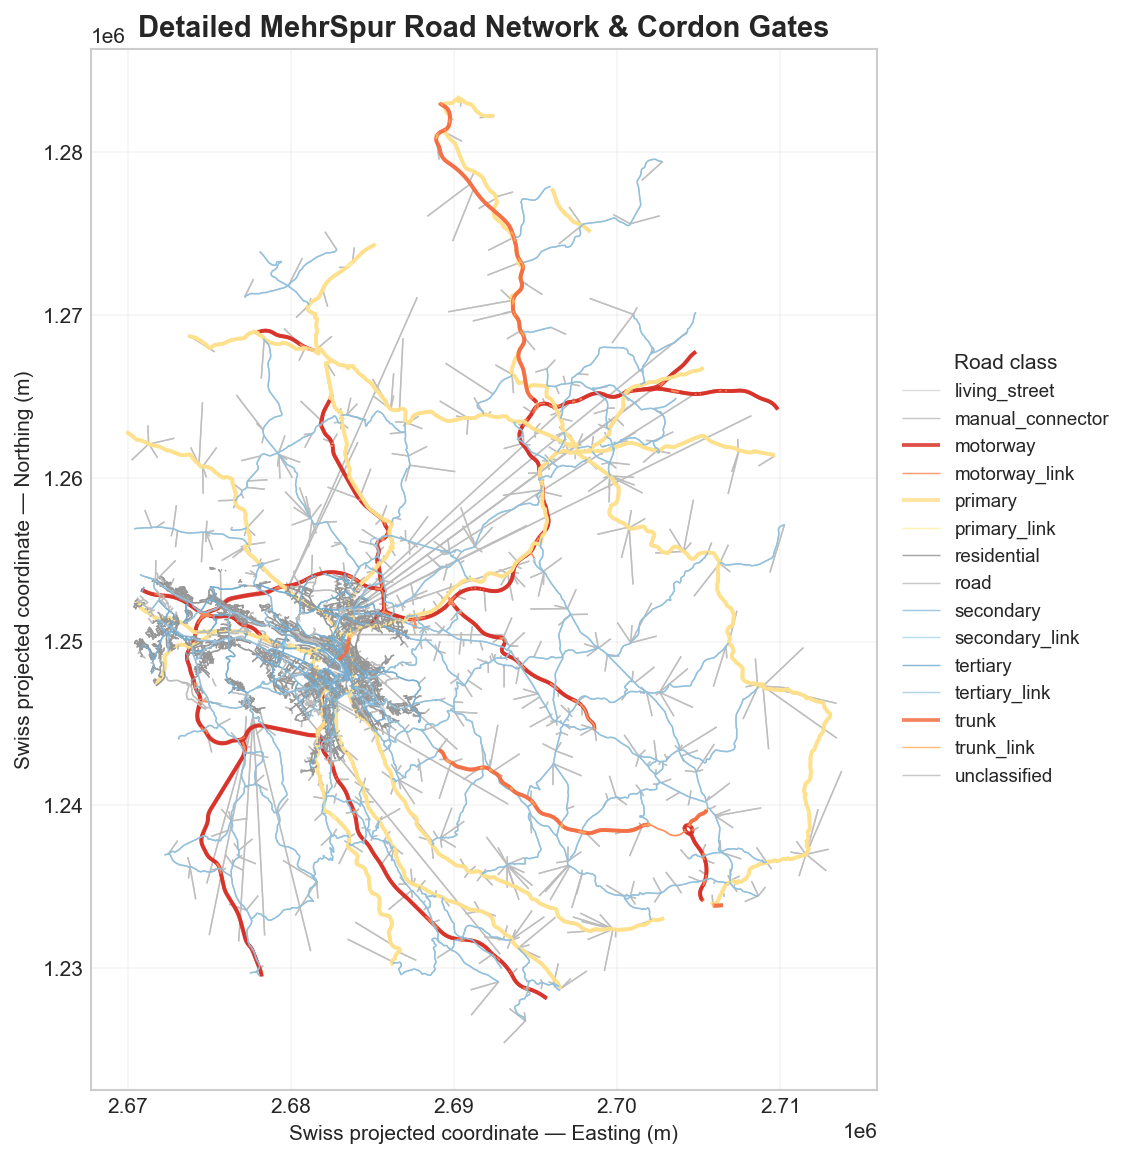 Detailed MehrSpur Road Network & Cordon Gates
1e6
1.28
1.27
1.26
1.25
1.24
1.23
Swiss projected coordinate — Northing (m)
2.67 2.68 2.69 2.70 2.71
Swiss projected coordinate — Easting (m)
1e6
Road class
living_street
manual_connector
motorway
motorway_link
primary
primary_link
residential
road
secondary
secondary_link
tertiary
tertiary_link
trunk
trunk_link
unclassified